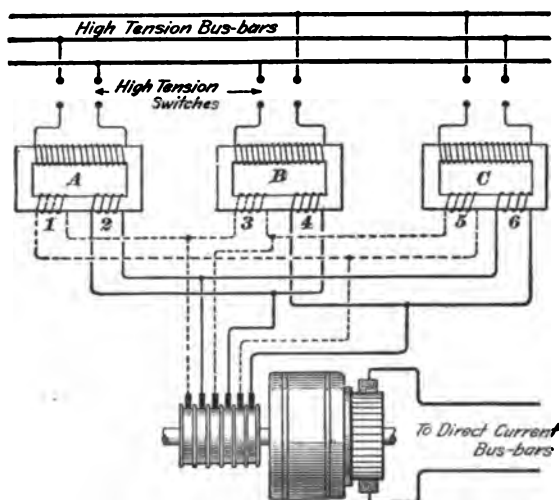 High Tension Bus-bars
High Tension
Switches
A
B
C
1
2
3
4
5
6
To Direct Current
Bus-bars